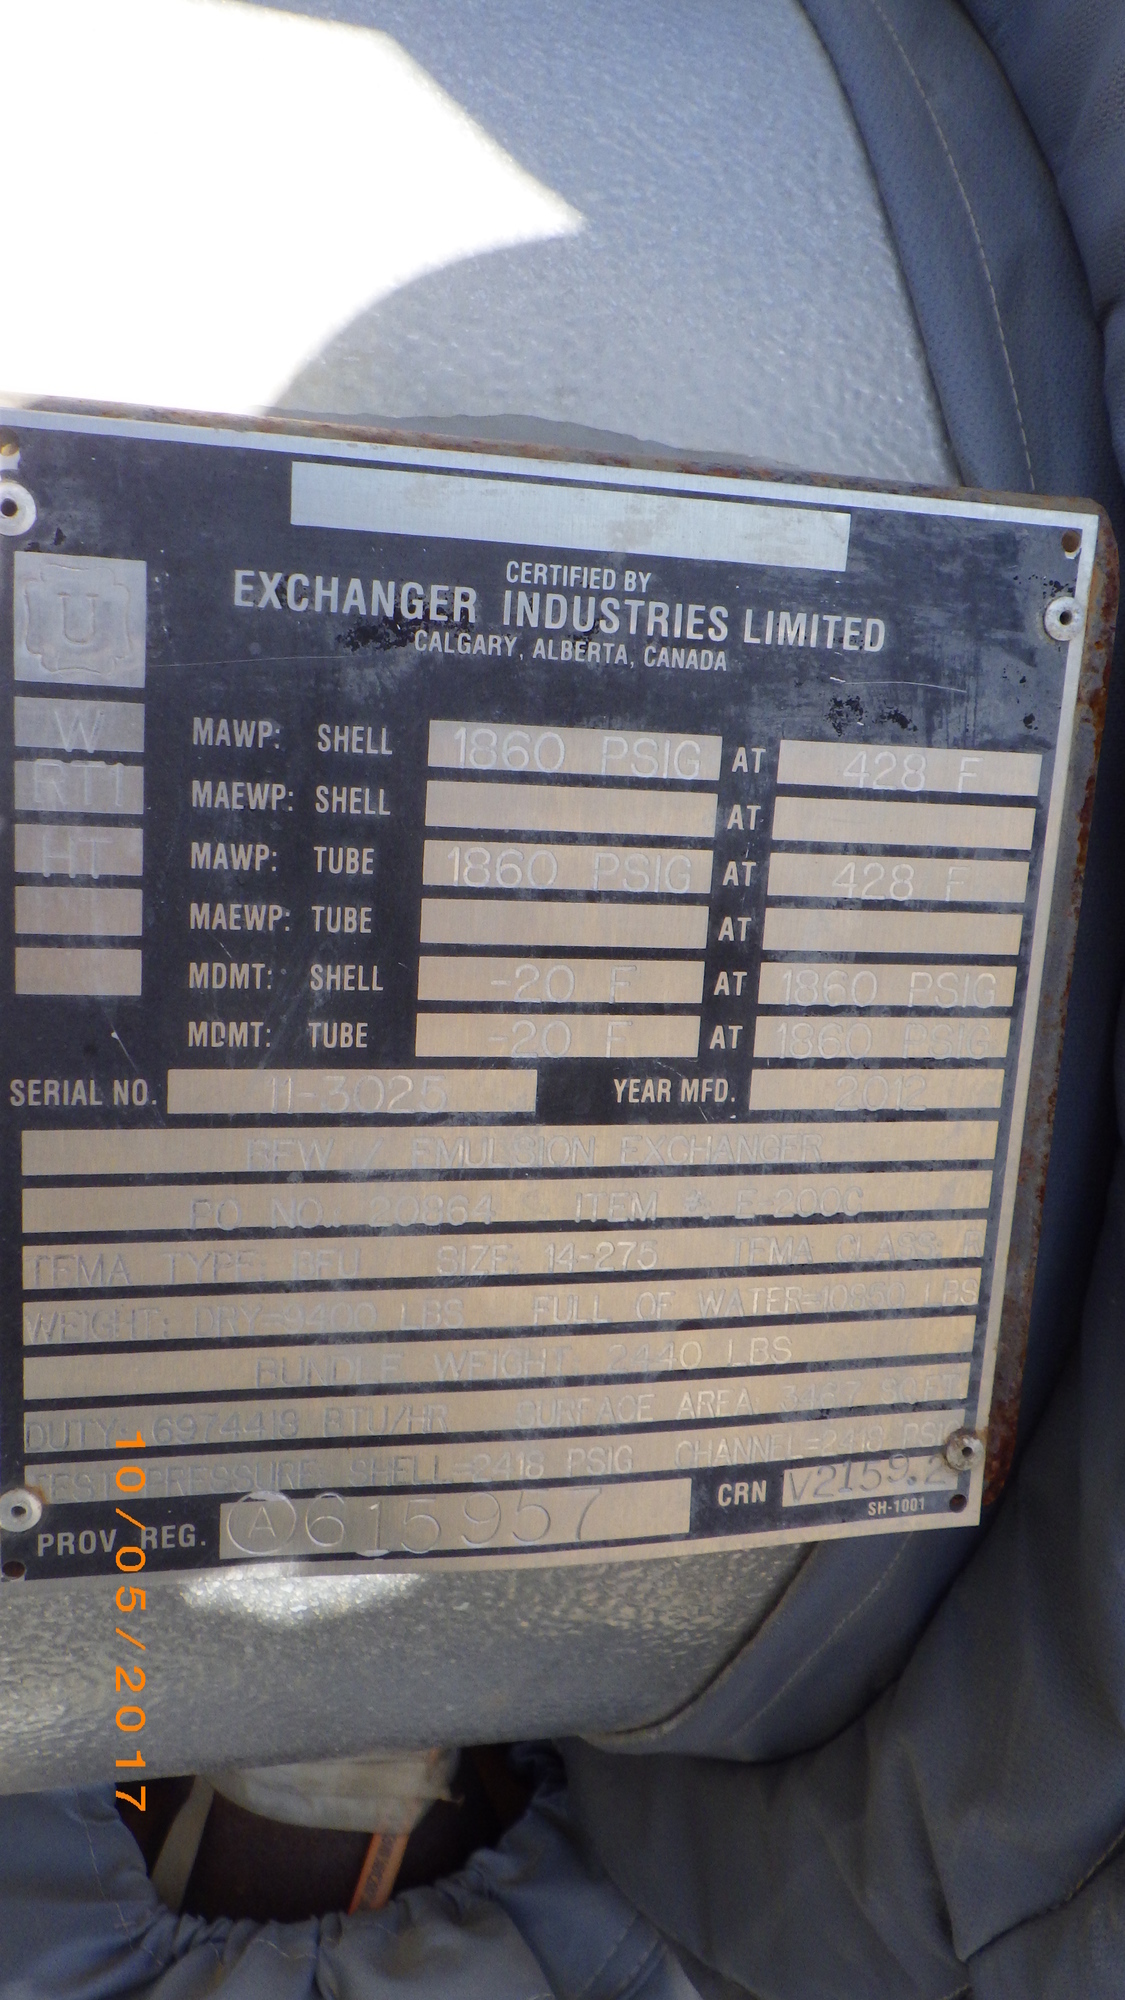 CERTIFIED BY
EXCHANGER INDUSTRIES LIMITED
CALGARY, ALBERTA, CANADA
U
W
RT1
HT
MAWP: SHELL 1860 PSIG AT 428 F
MAEWP: SHELL AT
MAWP: TUBE 1860 PSIG AT 428 F
MAEWP: TUBE AT
MDMT: SHELL -20 F AT 1860 PSIG
MDMT: TUBE -20 F AT 1860 PSIG
SERIAL NO. 11-3025 YEAR MFD. 2012
BFW / EMULSION EXCHANGER
PO NO.: 20864 ITEM # E-200C
TEMA TYPE: BFU SIZE: 14-275 TEMA CLASS: R
WEIGHT: DRY=9400 LBS FULL OF WATER=10850 LBS
BUNDLE WEIGHT: 2440 LBS
DUTY: 6974413 BTU/HR SURFACE AREA SQFT
TEST PRESSURE: SHELL=2418 PSIG CHANNEL=2418 PSIG
PROV. REG. A 615957 CRN V2159.2
SH-1001
10/05/2017